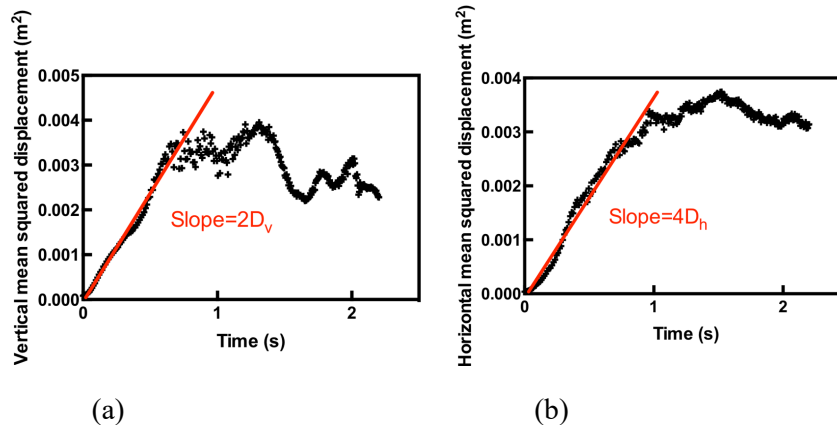 Vertical mean squared displacement (m²)
0.005
0.004
0.003
0.002
0.001
0.000
0
1
2
Time (s)
Slope=2Dᵥ
(a)
Horizontal mean squared displacement (m²)
0.004
0.003
0.002
0.001
0.000
0
1
2
Time (s)
Slope=4Dₕ
(b)